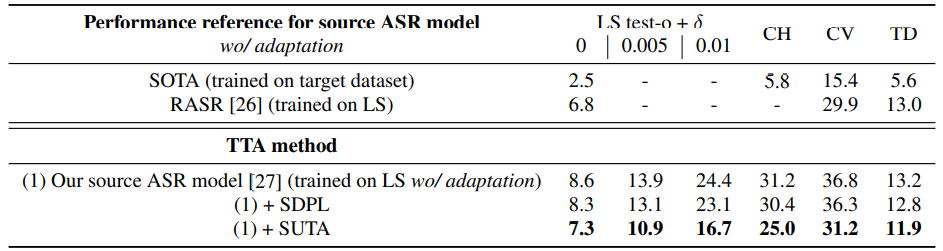 Performance reference for source ASR model LS test-o + δ CH CV TD
wo/ adaptation 0 0.005 0.01
SOTA (trained on target dataset) 2.5 - - 5.8 15.4 5.6
RASR [26] (trained on LS) 6.8 - - - 29.9 13.0
TTA method
(1) Our source ASR model [27] (trained on LS wo/ adaptation) 8.6 13.9 24.4 31.2 36.8 13.2
(1) + SDPL 8.3 13.1 23.1 30.4 36.3 12.8
(1) + SUTA 7.3 10.9 16.7 25.0 31.2 11.9